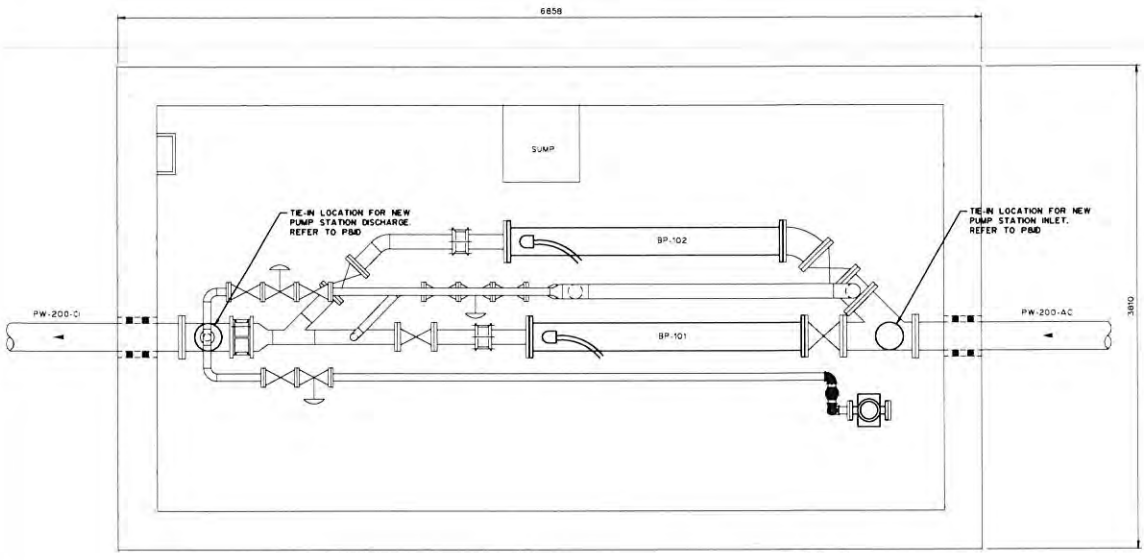 6858
SUMP
TIE-IN LOCATION FOR NEW
PUMP STATION DISCHARGE.
REFER TO P&ID
TIE-IN LOCATION FOR NEW
PUMP STATION INLET.
REFER TO P&ID
BP-102
PW-200-CI
PW-200-AC
BP-101
3810